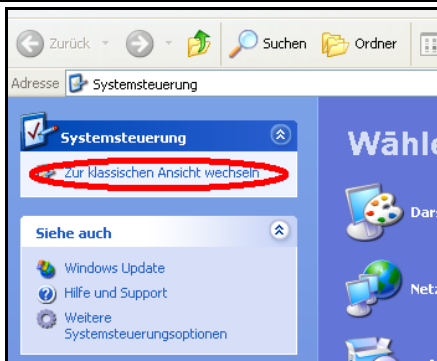 Zurück
Suchen
Ordner
Adresse
Systemsteuerung
Systemsteuerung
Zur klassischen Ansicht wechseln
Siehe auch
Windows Update
Hilfe und Support
Weitere
Systemsteuerungsoptionen
Wähle
Dars
Netz